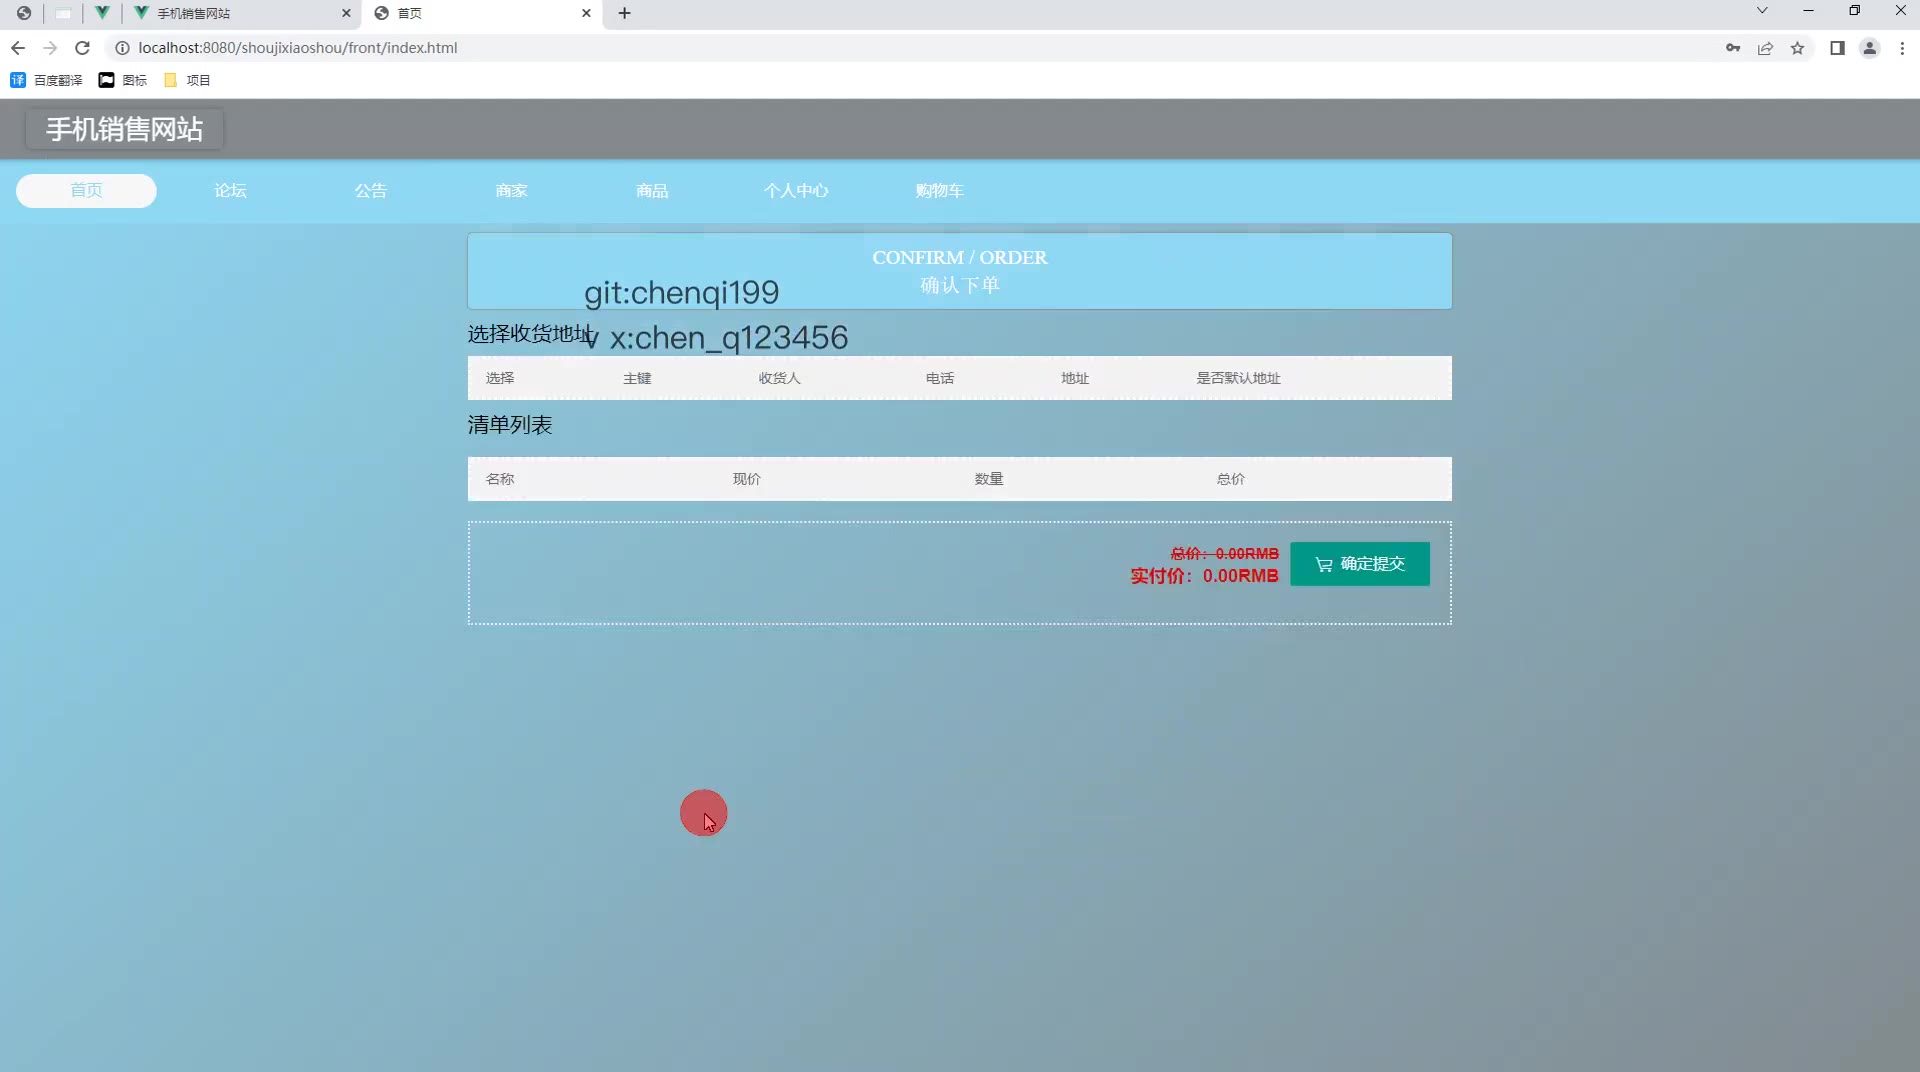 手机销售网站
首页
localhost:8080/shoujixiaoshou/front/index.html
译 百度翻译 图标 项目
手机销售网站
首页 论坛 公告 商家 商品 个人中心 购物车
CONFIRM / ORDER
确认下单
git:chenqi199
选择收货地址
v x:chen_q123456
选择 主键 收货人 电话 地址 是否默认地址
清单列表
名称 现价 数量 总价
总价：0.00RMB
实付价：0.00RMB
确定提交